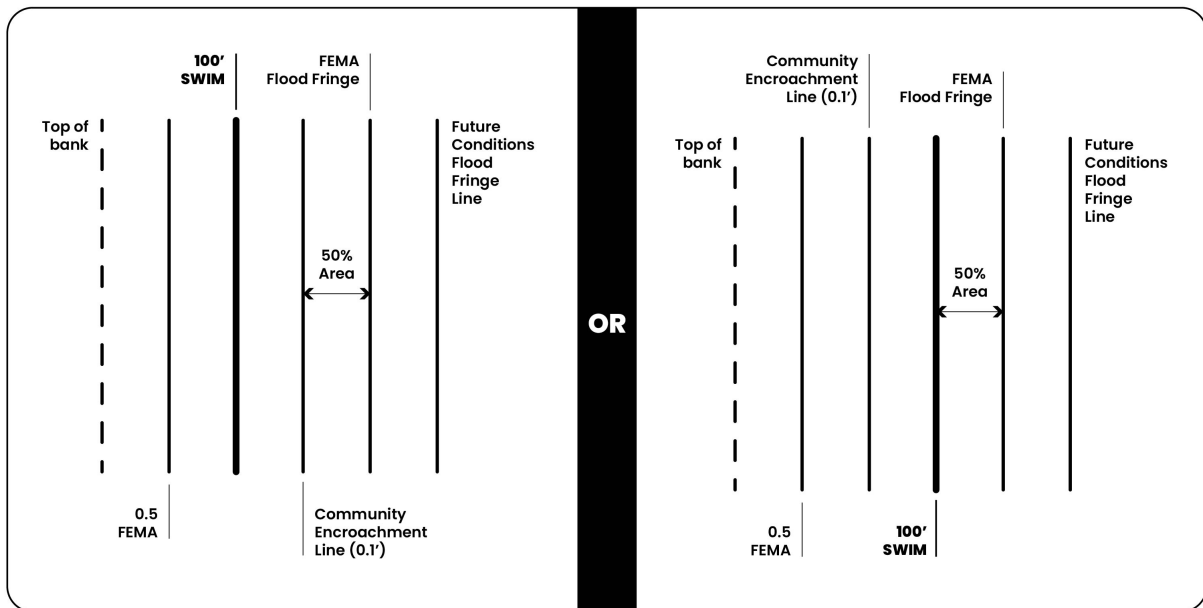 100’
SWIM
FEMA
Flood Fringe
Top of
bank
Future
Conditions
Flood
Fringe
Line
50%
Area
0.5
FEMA
Community
Encroachment
Line (0.1’)
OR
Community
Encroachment
Line (0.1’)
FEMA
Flood Fringe
Top of
bank
Future
Conditions
Flood
Fringe
Line
50%
Area
0.5
FEMA
100’
SWIM